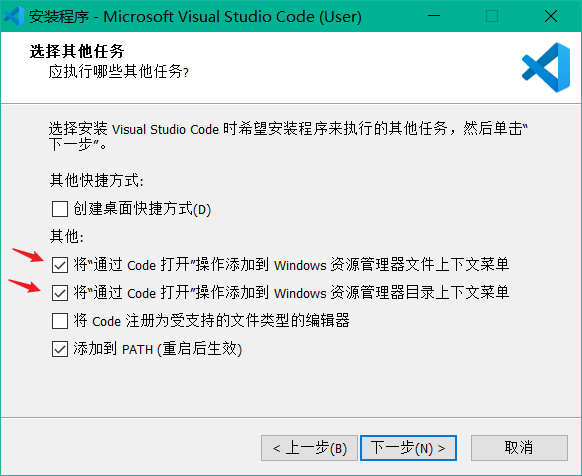 安装程序 - Microsoft Visual Studio Code (User)
选择其他任务
应执行哪些其他任务?
选择安装 Visual Studio Code 时希望安装程序来执行的其他任务，然后单击“
下一步”。
其他快捷方式:
创建桌面快捷方式(D)
其他:
将“通过 Code 打开”操作添加到 Windows 资源管理器文件上下文菜单
将“通过 Code 打开”操作添加到 Windows 资源管理器目录上下文菜单
将 Code 注册为受支持的文件类型的编辑器
添加到 PATH (重启后生效)
< 上一步(B) 下一步(N) > 取消